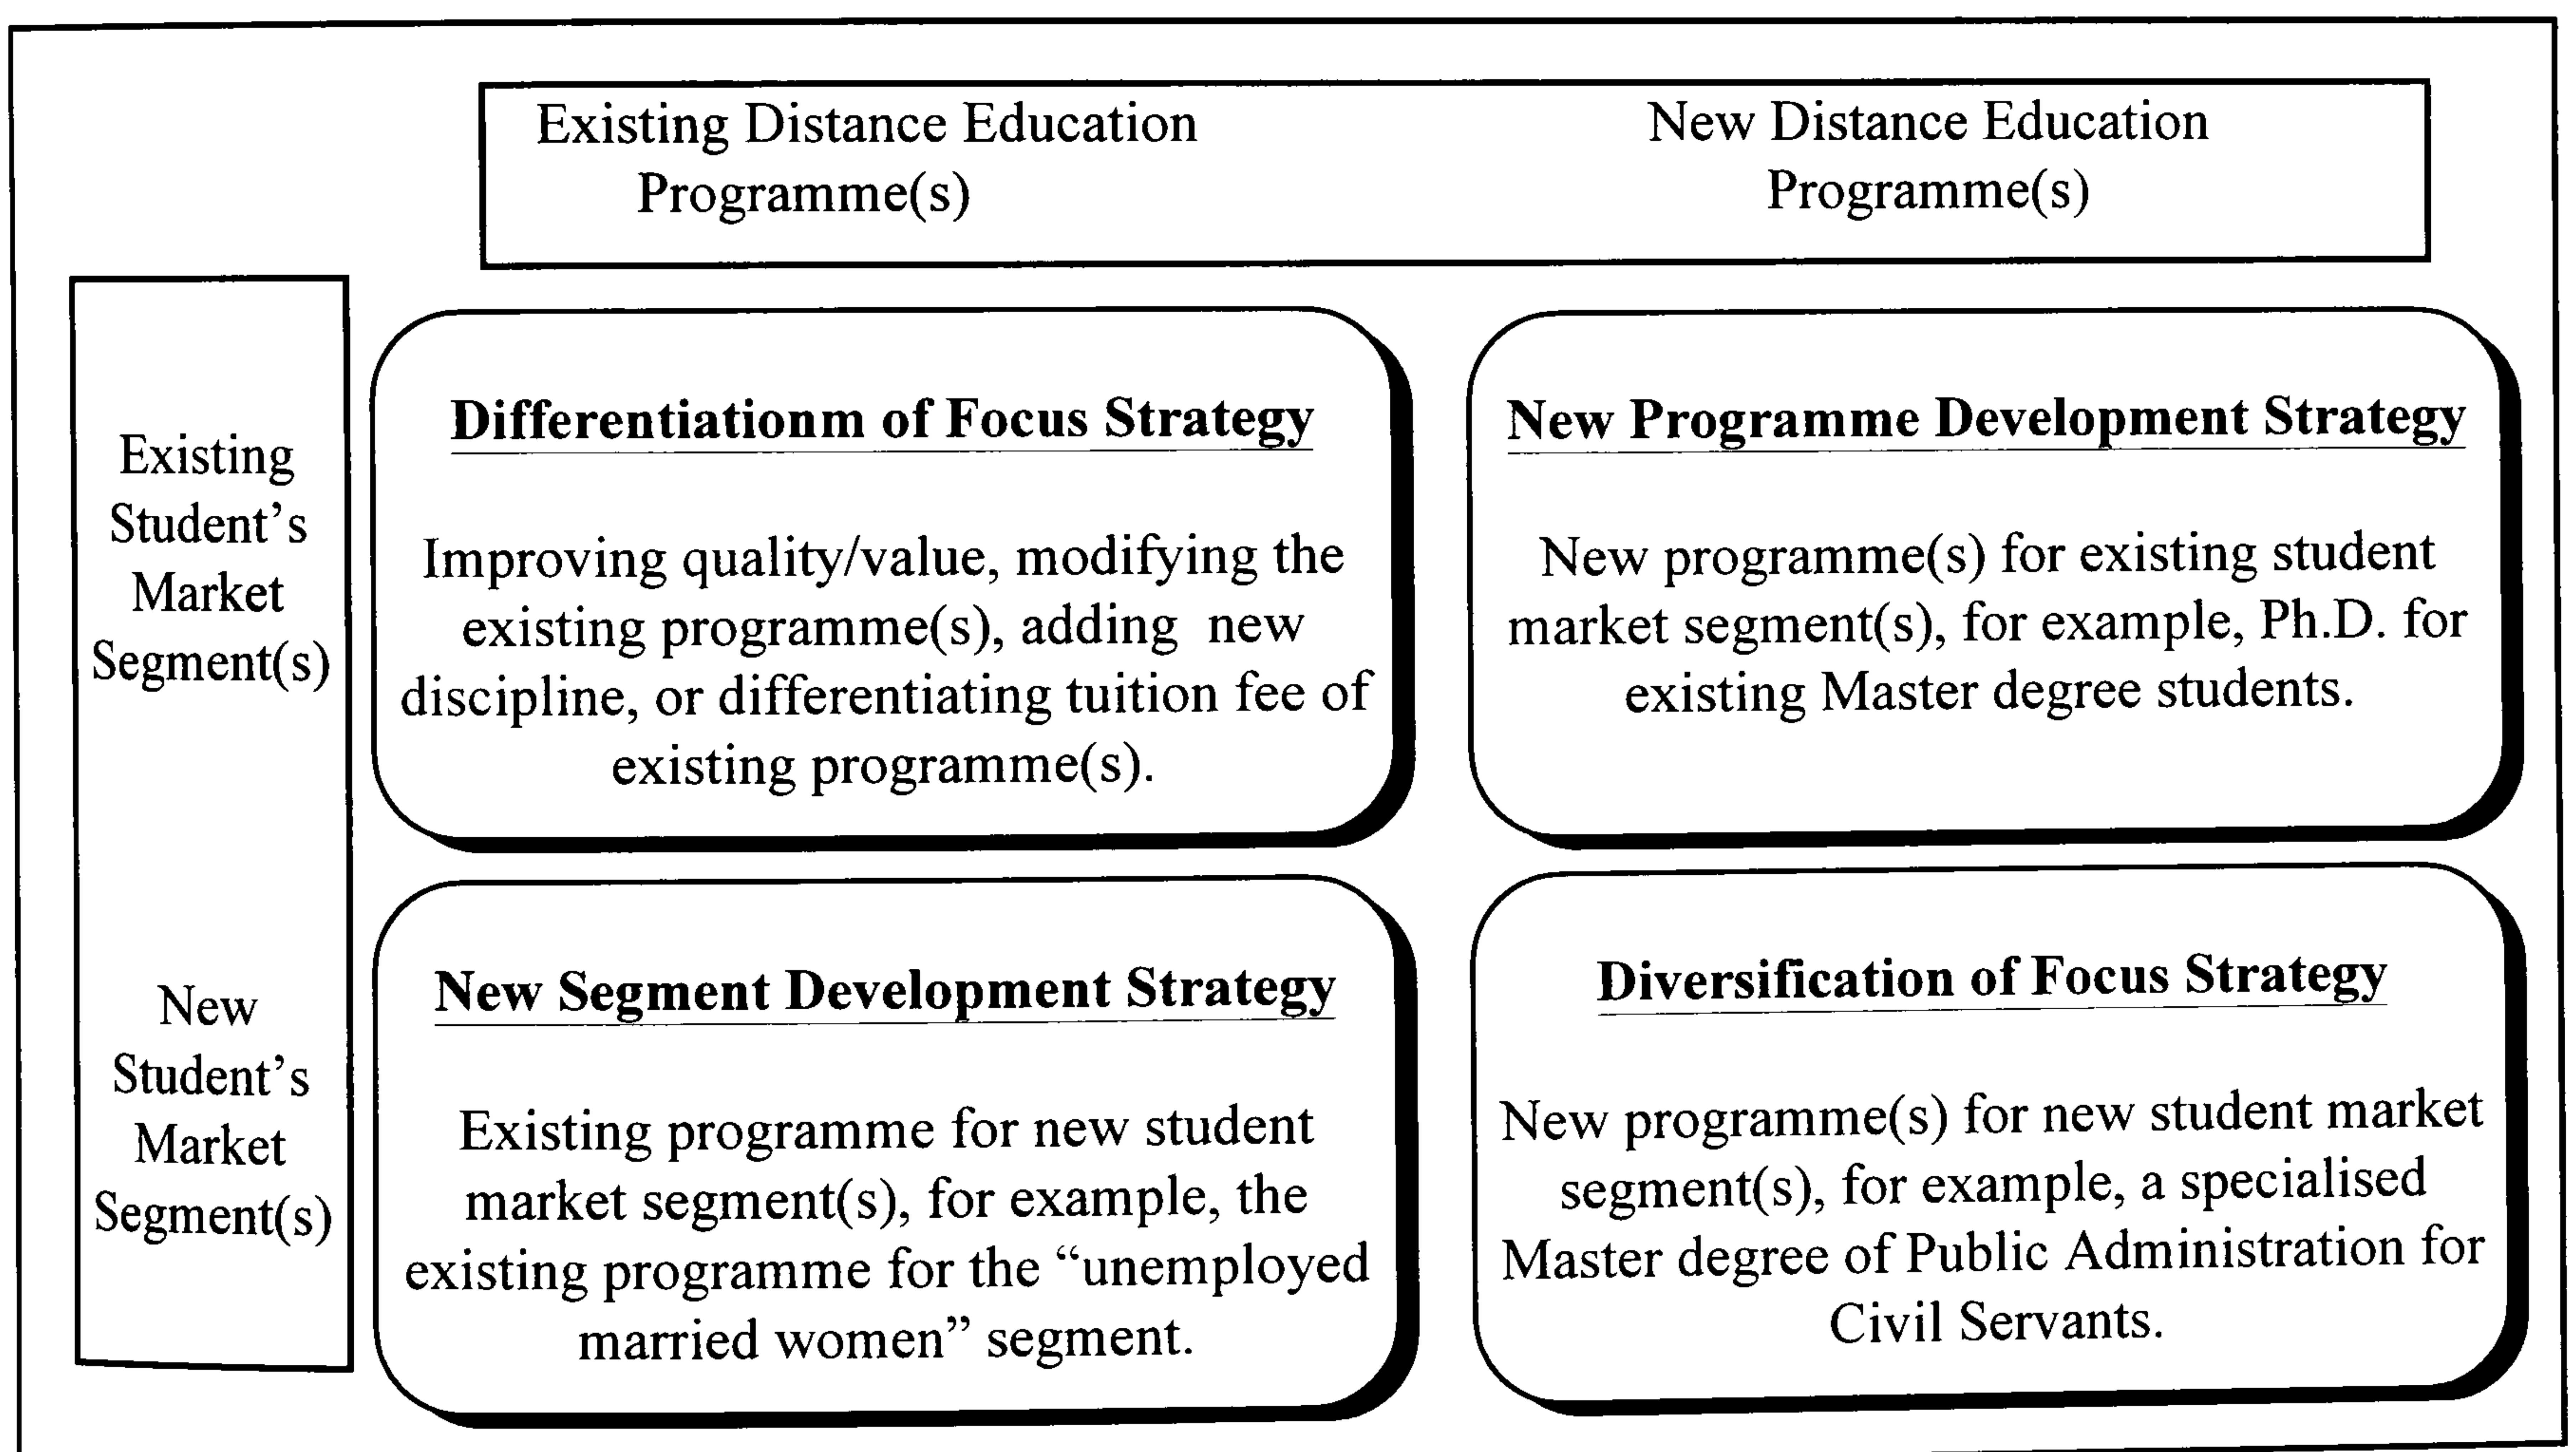 Existing Distance Education
Programme(s)
New Distance Education
Programme(s)
Existing
Student’s
Market
Segment(s)
Differentiationm of Focus Strategy
Improving quality/value, modifying the
existing programme(s), adding new
discipline, or differentiating tuition fee of
existing programme(s).
New Programme Development Strategy
New programme(s) for existing student
market segment(s), for example, Ph.D. for
existing Master degree students.
New
Student’s
Market
Segment(s)
New Segment Development Strategy
Existing programme for new student
market segment(s), for example, the
existing programme for the “unemployed
married women” segment.
Diversification of Focus Strategy
New programme(s) for new student market
segment(s), for example, a specialised
Master degree of Public Administration for
Civil Servants.